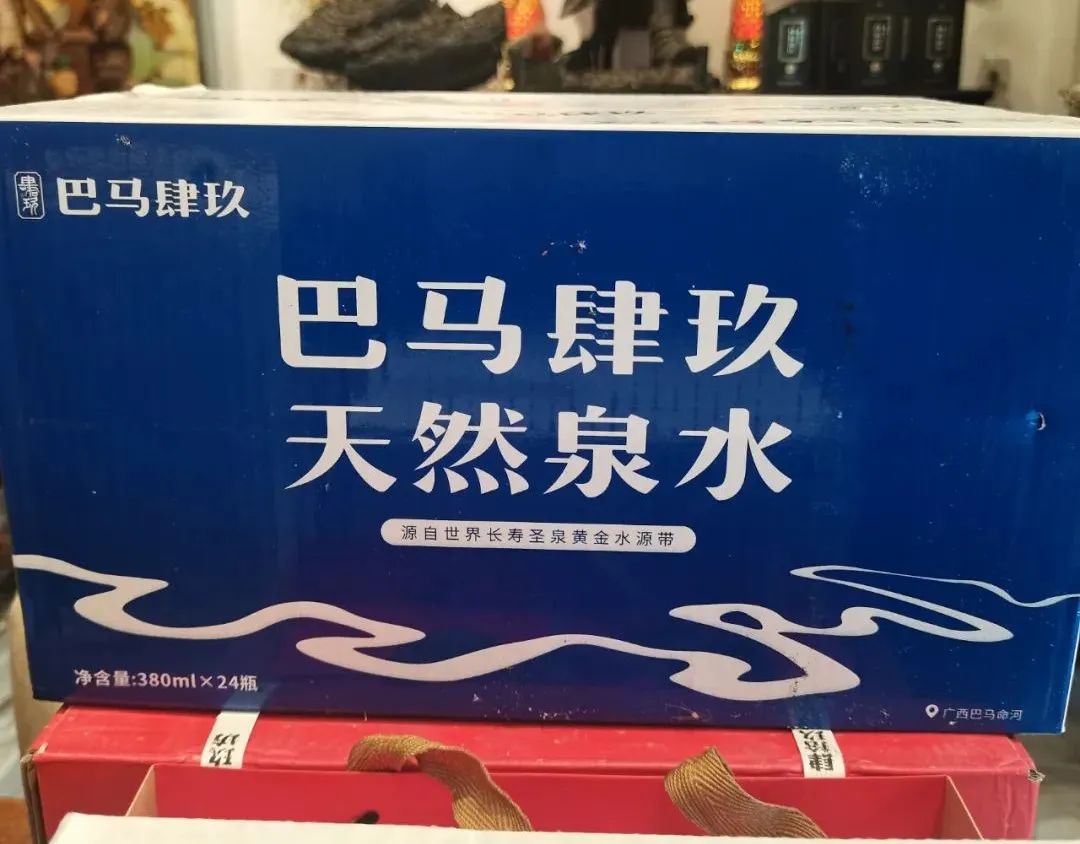 巴马肆玖
巴马肆玖
天然泉水
源自世界长寿圣泉黄金水源带
净含量:380ml×24瓶
广西巴马命河